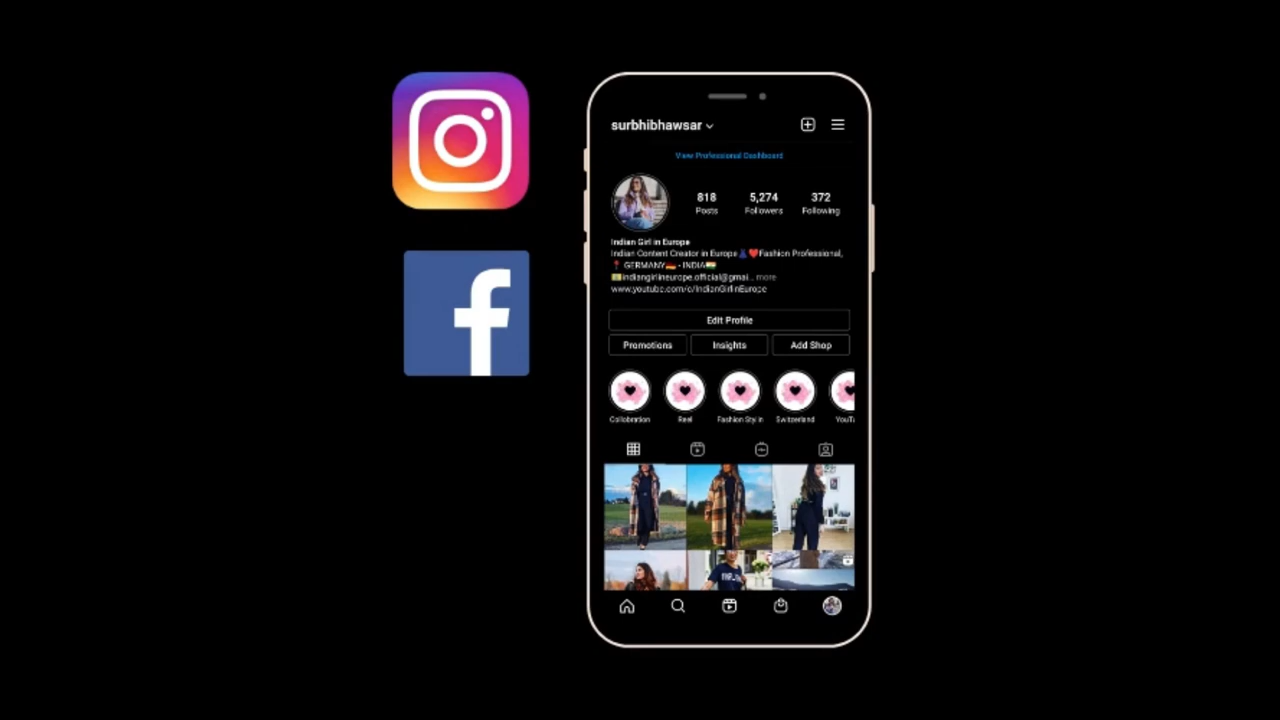 surbhibhawsar
View Professional Dashboard
818
5,274
372
Posts
Followers
Following
Indian Girl in Europe
Indian Content Creator in Europe👗❤️Fashion Professional,
📍 GERMANY🇩🇪 - INDIA🇮🇳
📧indiangirlineurope.official@gmai... more
www.youtube.com/c/IndianGirlinEurope
Edit Profile
Promotions
Insights
Add Shop
Collobration
Reel
Fashion Styl in
Switzerland
YouTu